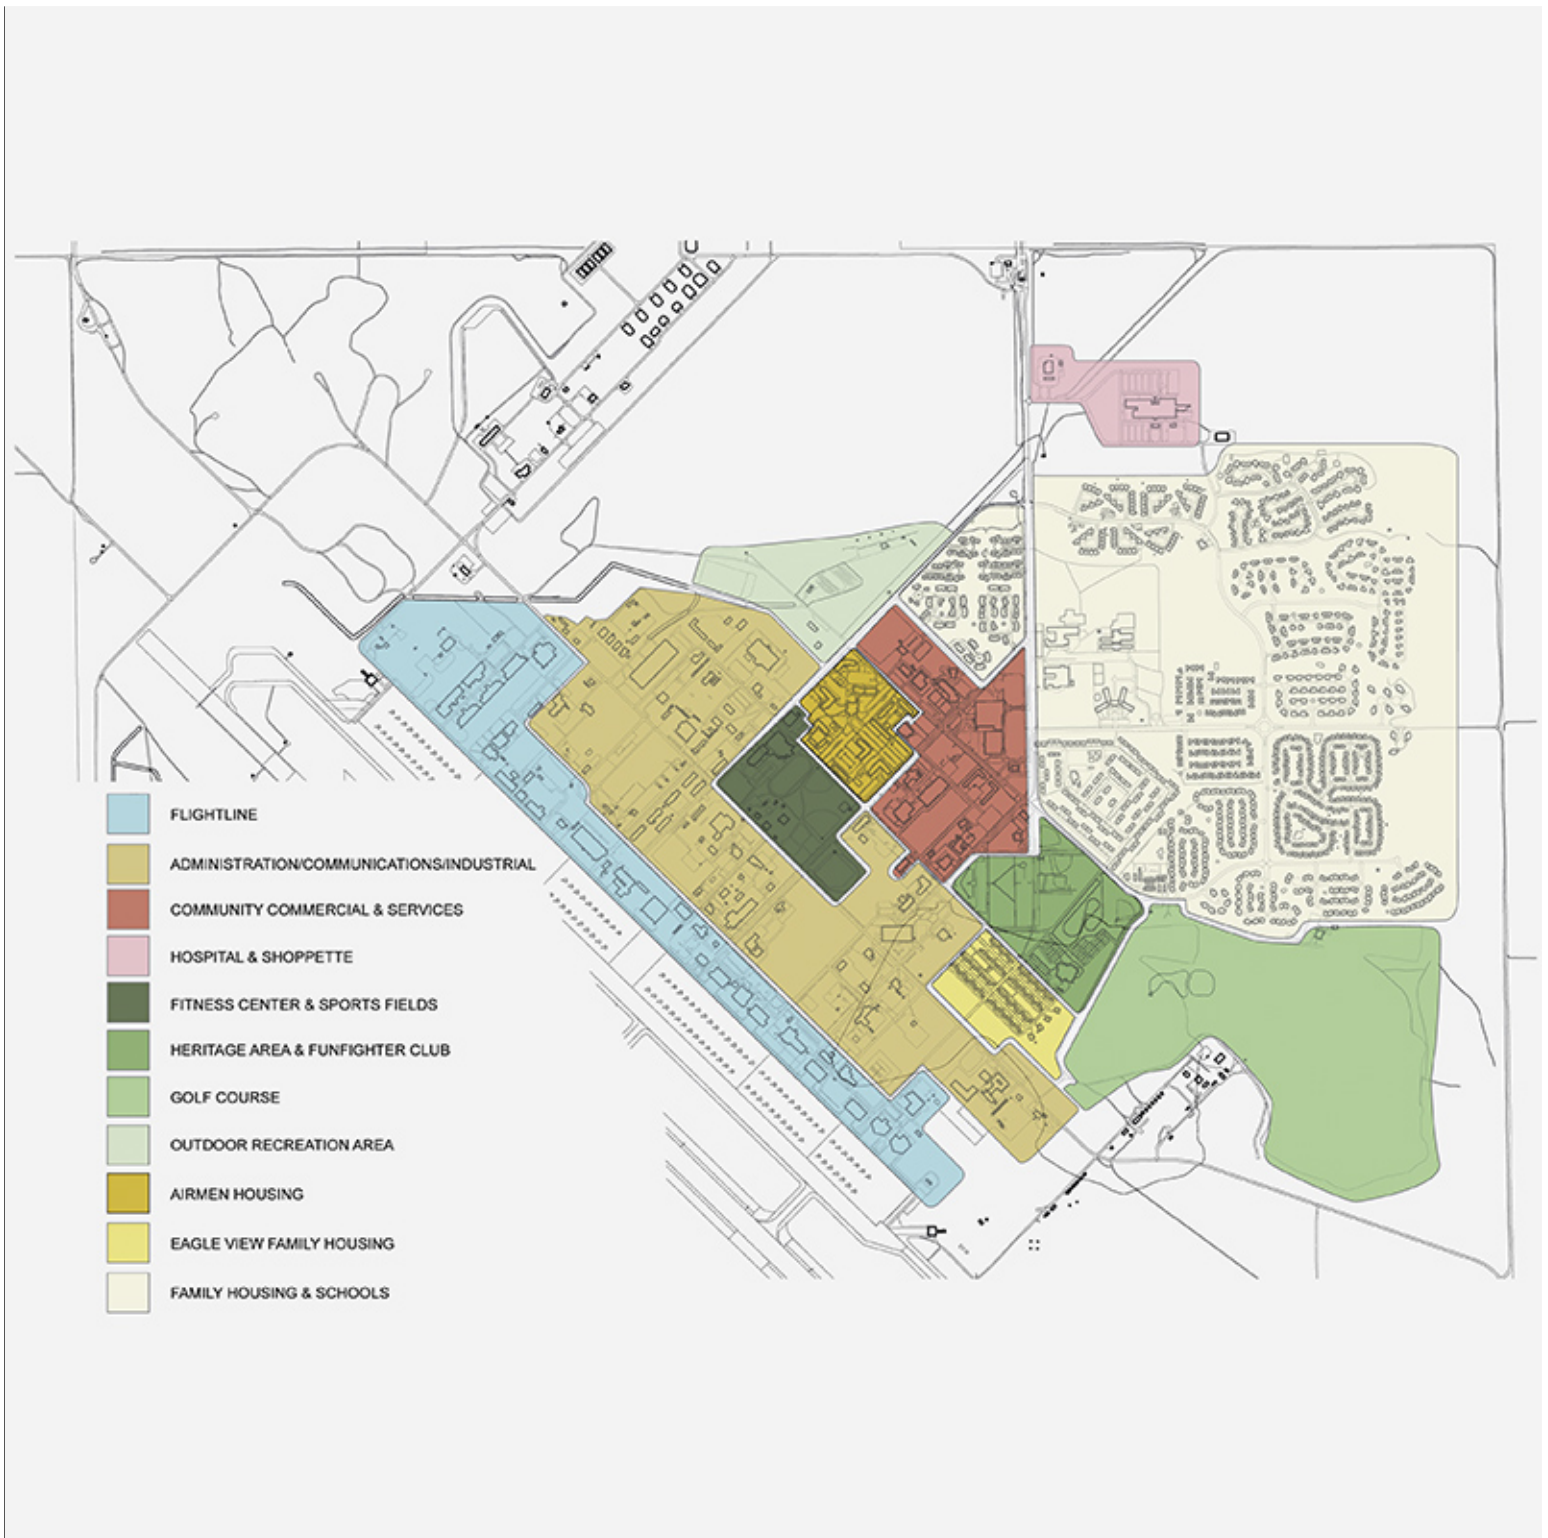 FLIGHTLINE
ADMINISTRATION/COMMUNICATIONS/INDUSTRIAL
COMMUNITY COMMERCIAL & SERVICES
HOSPITAL & SHOPPETTE
FITNESS CENTER & SPORTS FIELDS
HERITAGE AREA & FUNFIGHTER CLUB
GOLF COURSE
OUTDOOR RECREATION AREA
AIRMEN HOUSING
EAGLE VIEW FAMILY HOUSING
FAMILY HOUSING & SCHOOLS